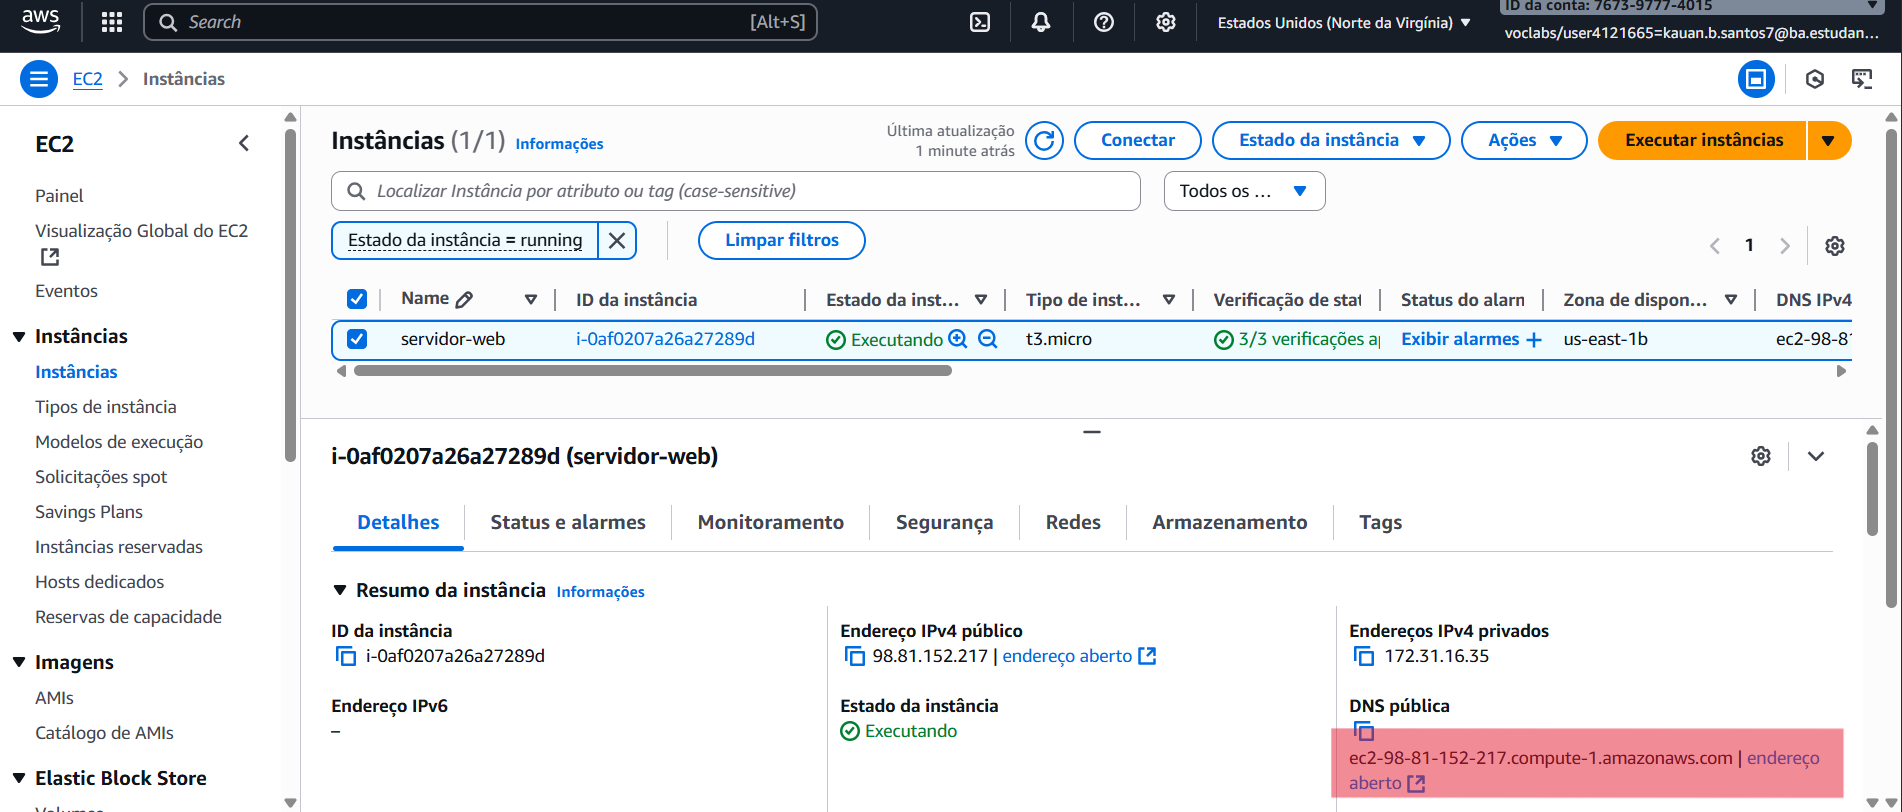 aws
Search [Alt+S]
Estados Unidos (Norte da Virgínia)
ID da conta: 7673-9777-4015
voclabs/user4121665=kauan.b.santos7@ba.estudan...
EC2 Instâncias
EC2
Painel
Visualização Global do EC2
Eventos
Instâncias
Instâncias
Tipos de instância
Modelos de execução
Solicitações spot
Savings Plans
Instâncias reservadas
Hosts dedicados
Reservas de capacidade
Imagens
AMIs
Catálogo de AMIs
Elastic Block Store
Instâncias (1/1) Informações
Última atualização
1 minute atrás
Conectar
Estado da instância
Ações
Executar instâncias
Localizar Instância por atributo ou tag (case-sensitive)
Todos os ...
Estado da instância = running
Limpar filtros
1
Name ID da instância Estado da inst... Tipo de inst... Verificação de stat Status do alarn Zona de dispon... DNS IPv4
servidor-web i-0af0207a26a27289d Executando t3.micro 3/3 verificações a Exibir alarmes us-east-1b ec2-98-8
i-0af0207a26a27289d (servidor-web)
Detalhes Status e alarmes Monitoramento Segurança Redes Armazenamento Tags
Resumo da instância Informações
ID da instância
i-0af0207a26a27289d
Endereço IPv4 público
98.81.152.217 | endereço aberto
Endereços IPv4 privados
172.31.16.35
Endereço IPv6
–
Estado da instância
Executando
DNS pública
ec2-98-81-152-217.compute-1.amazonaws.com | endereço
aberto